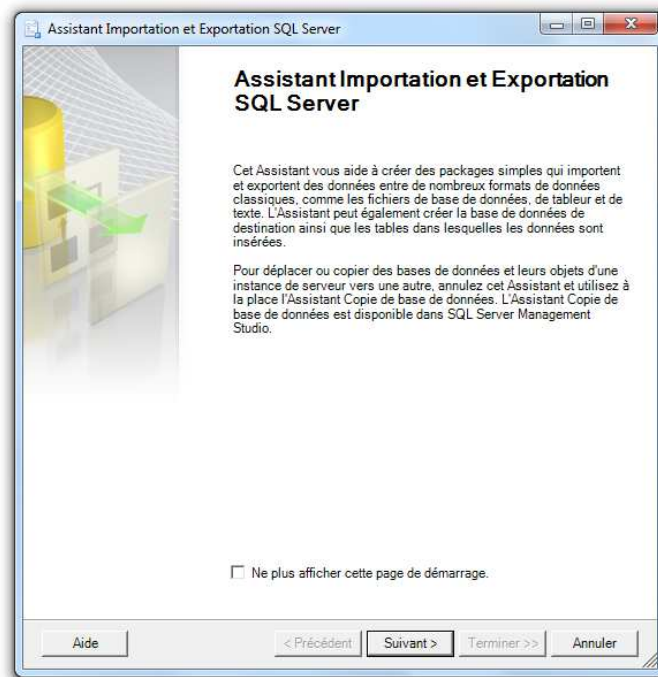 Assistant Importation et Exportation SQL Server
Assistant Importation et Exportation
SQL Server
Cet Assistant vous aide à créer des packages simples qui importent
et exportent des données entre de nombreux formats de données
classiques, comme les fichiers de base de données, de tableur et de
texte. L'Assistant peut également créer la base de données de
destination ainsi que les tables dans lesquelles les données sont
insérées.
Pour déplacer ou copier des bases de données et leurs objets d'une
instance de serveur vers une autre, annulez cet Assistant et utilisez à
la place l'Assistant Copie de base de données. L'Assistant Copie de
base de données est disponible dans SQL Server Management
Studio.
Ne plus afficher cette page de démarrage.
Aide
< Précédent
Suivant >
Terminer >>
Annuler